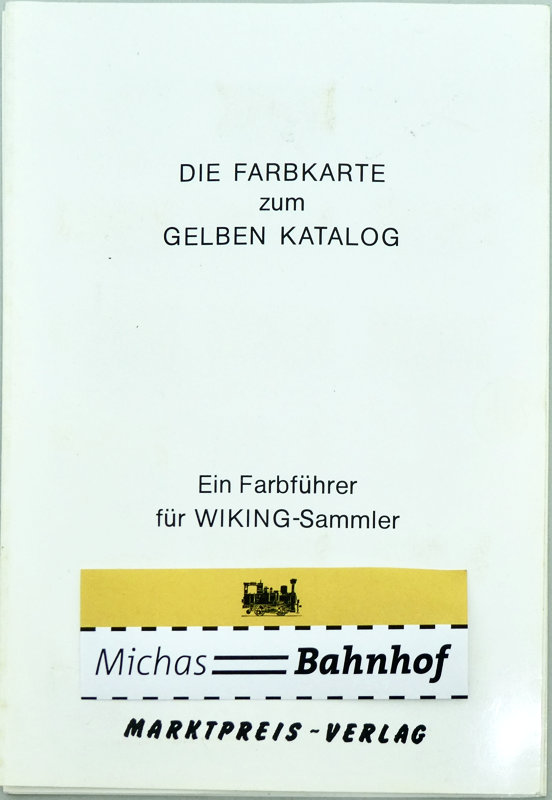 DIE FARBKARTE
zum
GELBEN KATALOG
Ein Farbführer
für WIKING-Sammler
Michas Bahnhof
MARKTPREIS-VERLAG